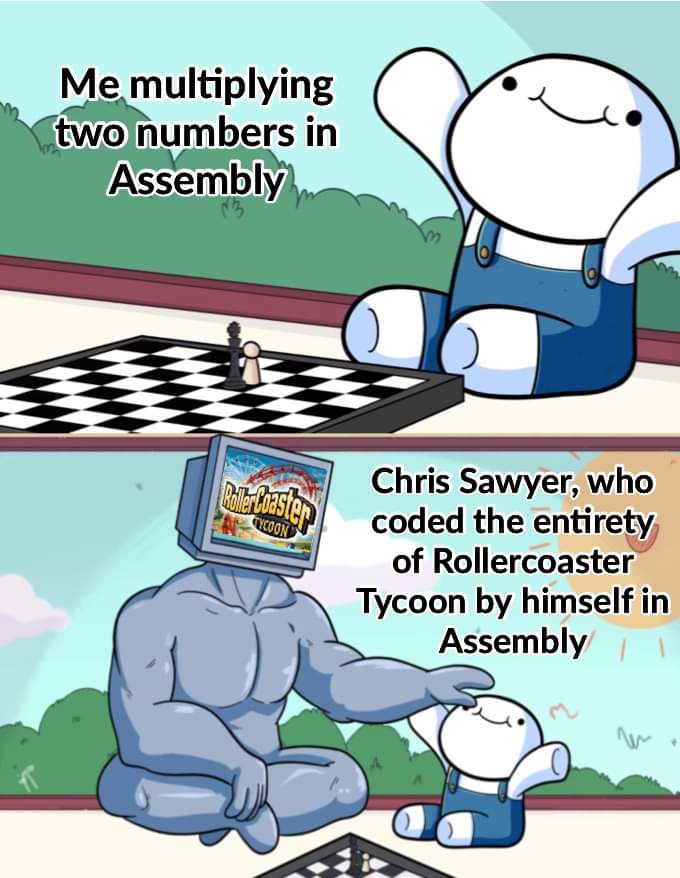 Me multiplying
two numbers in
Assembly
RollerCoaster
TYCOON
Chris Sawyer, who
coded the entirety
of Rollercoaster
Tycoon by himself in
Assembly